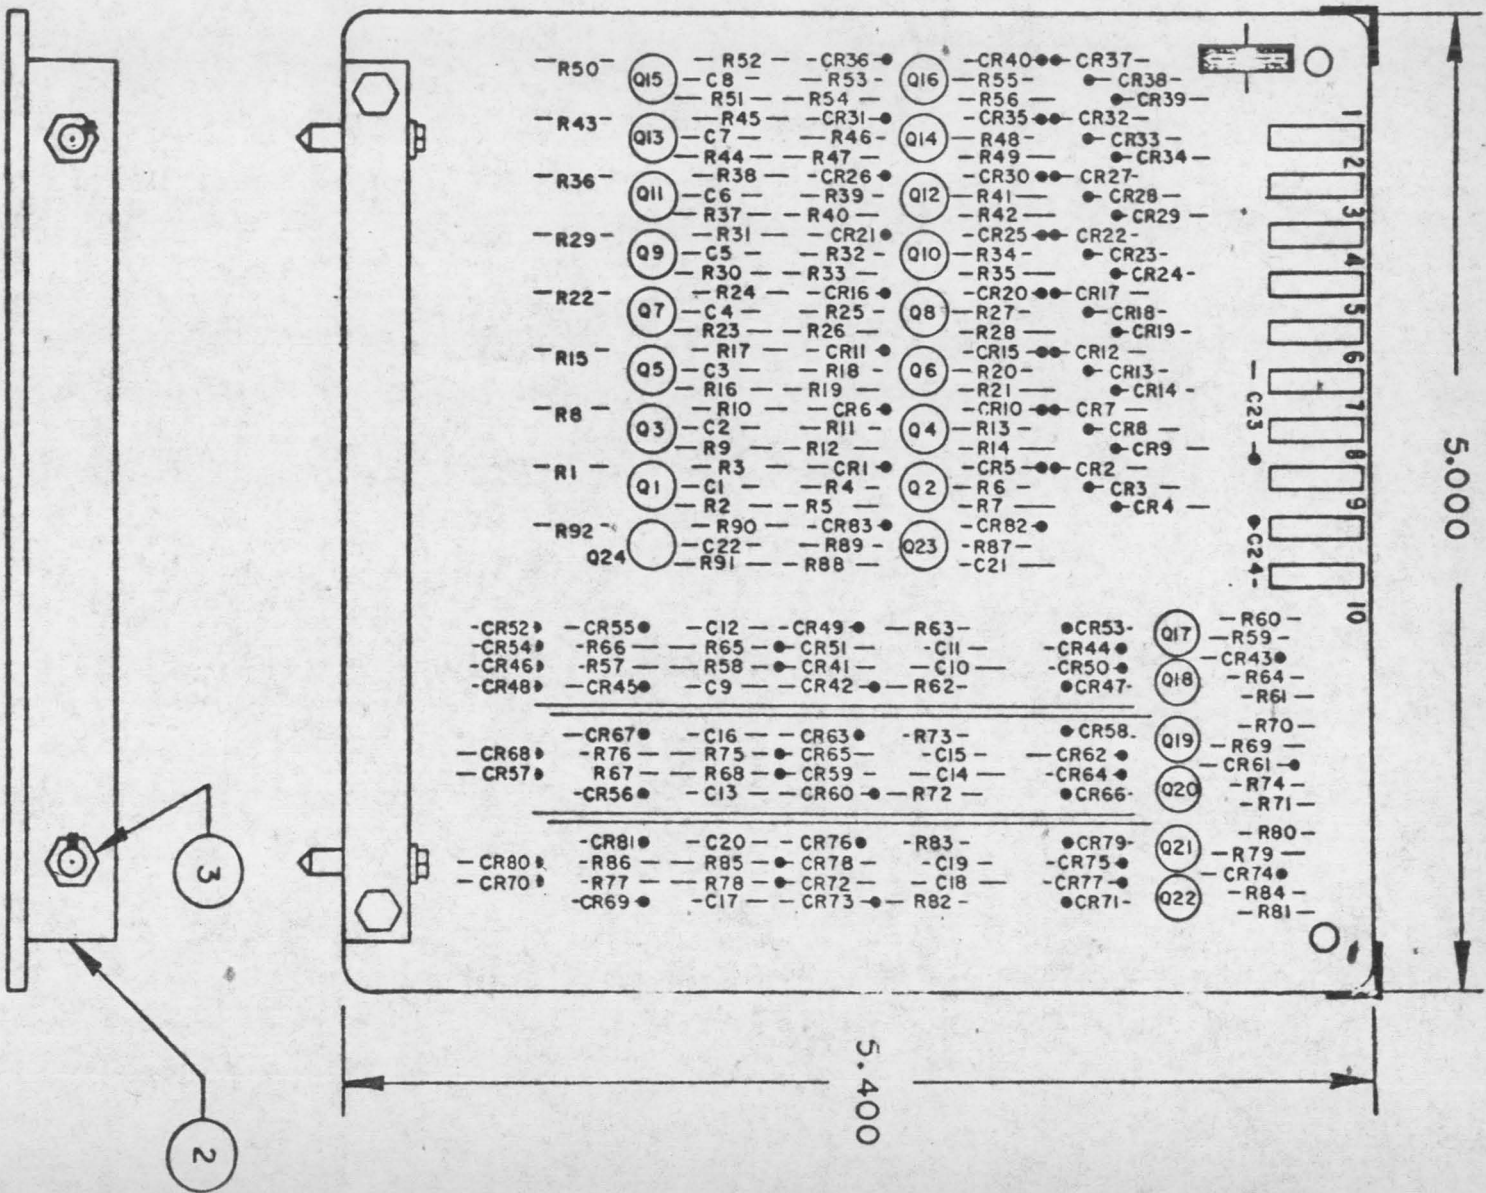 R50 Q15 R52 CR36 Q16 CR40 CR37
C8 R53 R55 CR38
R51 R54 R56 CR39
R43 Q13 R45 CR31 Q14 CR35 CR32
C7 R46 R48 CR33
R44 R47 R49 CR34
R36 Q11 R38 CR26 Q12 CR30 CR27
C6 R39 R41 CR28
R37 R40 R42 CR29
R29 Q9 R31 CR21 Q10 CR25 CR22
C5 R32 R34 CR23
R30 R33 R35 CR24
R22 Q7 R24 CR16 Q8 CR20 CR17
C4 R25 R27 CR18
R23 R26 R28 CR19
R15 Q5 R17 CR11 Q6 CR15 CR12
C3 R18 R20 CR13
R16 R19 R21 CR14
R8 Q3 R10 CR6 Q4 CR10 CR7
C2 R11 R13 CR8
R9 R12 R14 CR9
R1 Q1 R3 CR1 Q2 CR5 CR2
C1 R4 R6 CR3
R2 R5 R7 CR4
R92 Q24 R90 CR83 Q23 CR82
C22 R89 R87
R91 R88 C21
1
2
3
4
5
6
7
8
9
10
C23
C24
CR52 CR55 C12 CR49 R63 CR53 Q17 R60
R59
CR54 R66 R65 CR51 C11 CR44
CR46 R57 R58 CR41 C10 CR50 CR43
CR48 CR45 C9 CR42 R62 CR47 Q18 R64
R61
CR67 C16 CR63 R73 CR58 Q19 R70
R69
CR68 R76 R75 CR65 C15 CR62
CR57 R67 R68 CR59 C14 CR64 CR61
CR56 C13 CR60 R72 CR66 Q20 R74
R71
CR81 C20 CR76 R83 CR79 Q21 R80
R79
CR80 R86 R85 CR78 C19 CR75
CR70 R77 R78 CR72 C18 CR77 CR74
CR69 C17 CR73 R82 CR71 Q22 R84
R81
5.000
5.400
3
2